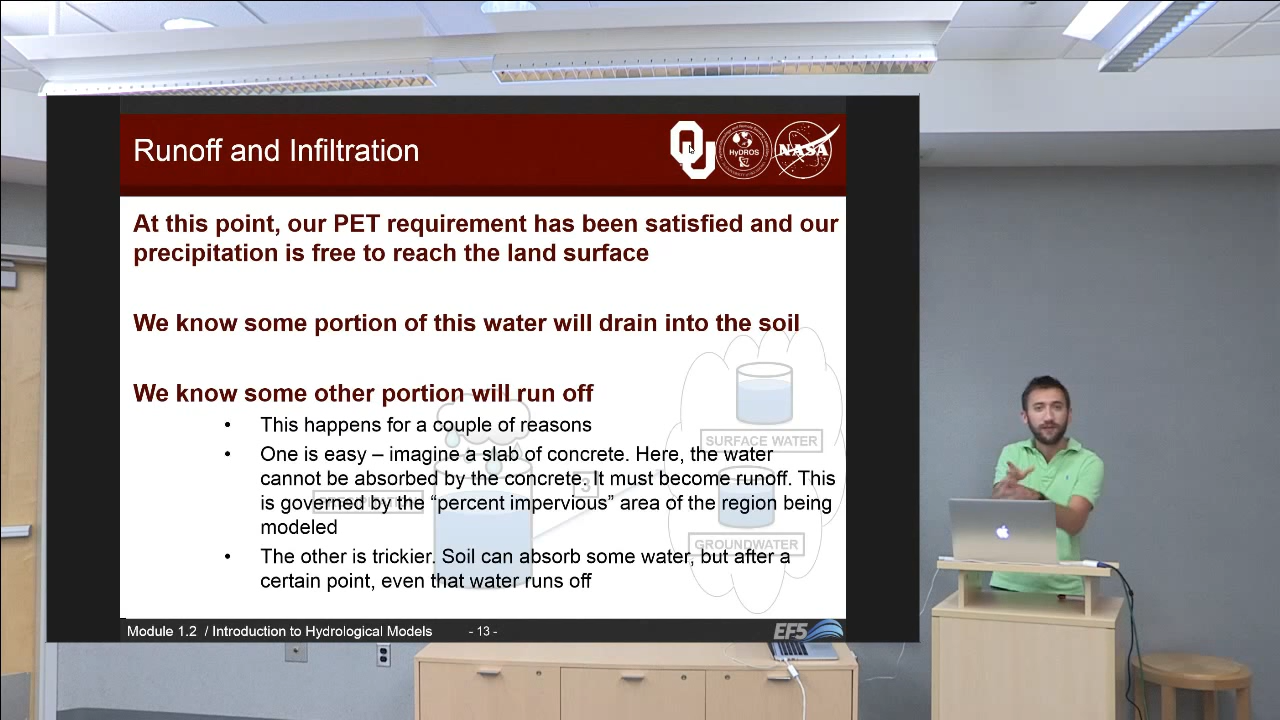 Runoff and Infiltration
OU
HyDROS
NASA
At this point, our PET requirement has been satisfied and our
precipitation is free to reach the land surface
We know some portion of this water will drain into the soil
We know some other portion will run off
• This happens for a couple of reasons
• One is easy – imagine a slab of concrete. Here, the water
cannot be absorbed by the concrete. It must become runoff. This
is governed by the “percent impervious” area of the region being
modeled
• The other is trickier. Soil can absorb some water, but after a
certain point, even that water runs off
SURFACE WATER
3
GROUNDWATER
Module 1.2 / Introduction to Hydrological Models - 13 -
EF5